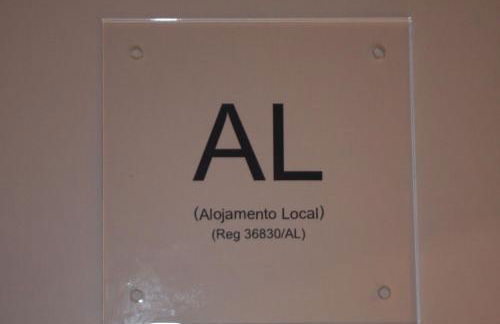 AL
(Alojamento Local)
(Reg 36830/AL)